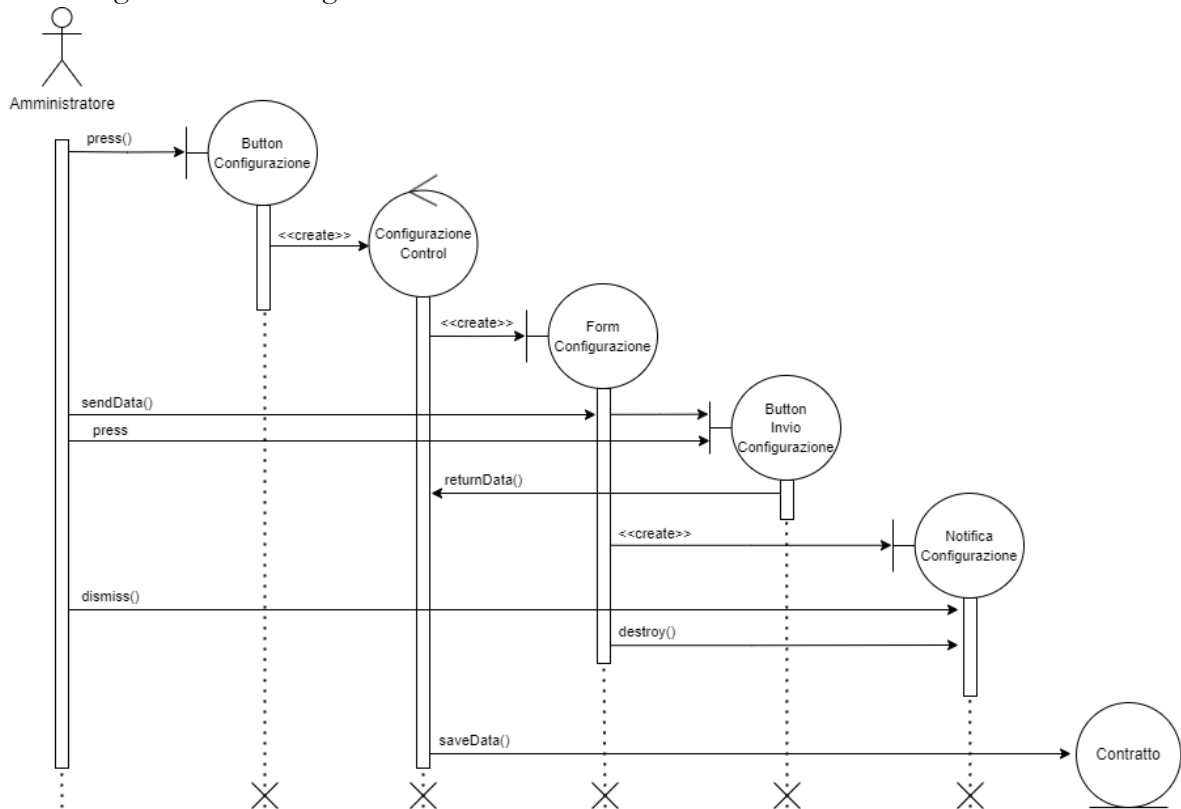 Amministratore
press()
Button
Configurazione
<<create>>
Configurazione
Control
<<create>>
Form
Configurazione
sendData()
press
Button
Invio
Configurazione
returnData()
<<create>>
Notifica
Configurazione
dismiss()
destroy()
saveData()
Contratto